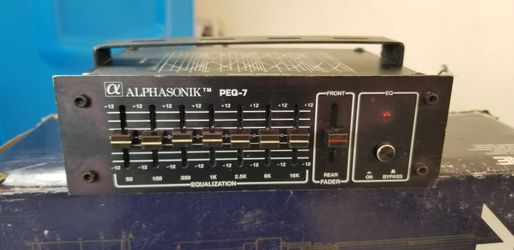 α ALPHASONIK™ PEQ-7
FRONT
EQ
+12 +12 +12 +12 +12 +12 +12
-12 -12 -12 -12 -12 -12 -12
50 150 350 1K 2.5K 6K 15K
EQUALIZATION
REAR
FADER
ON BYPASS